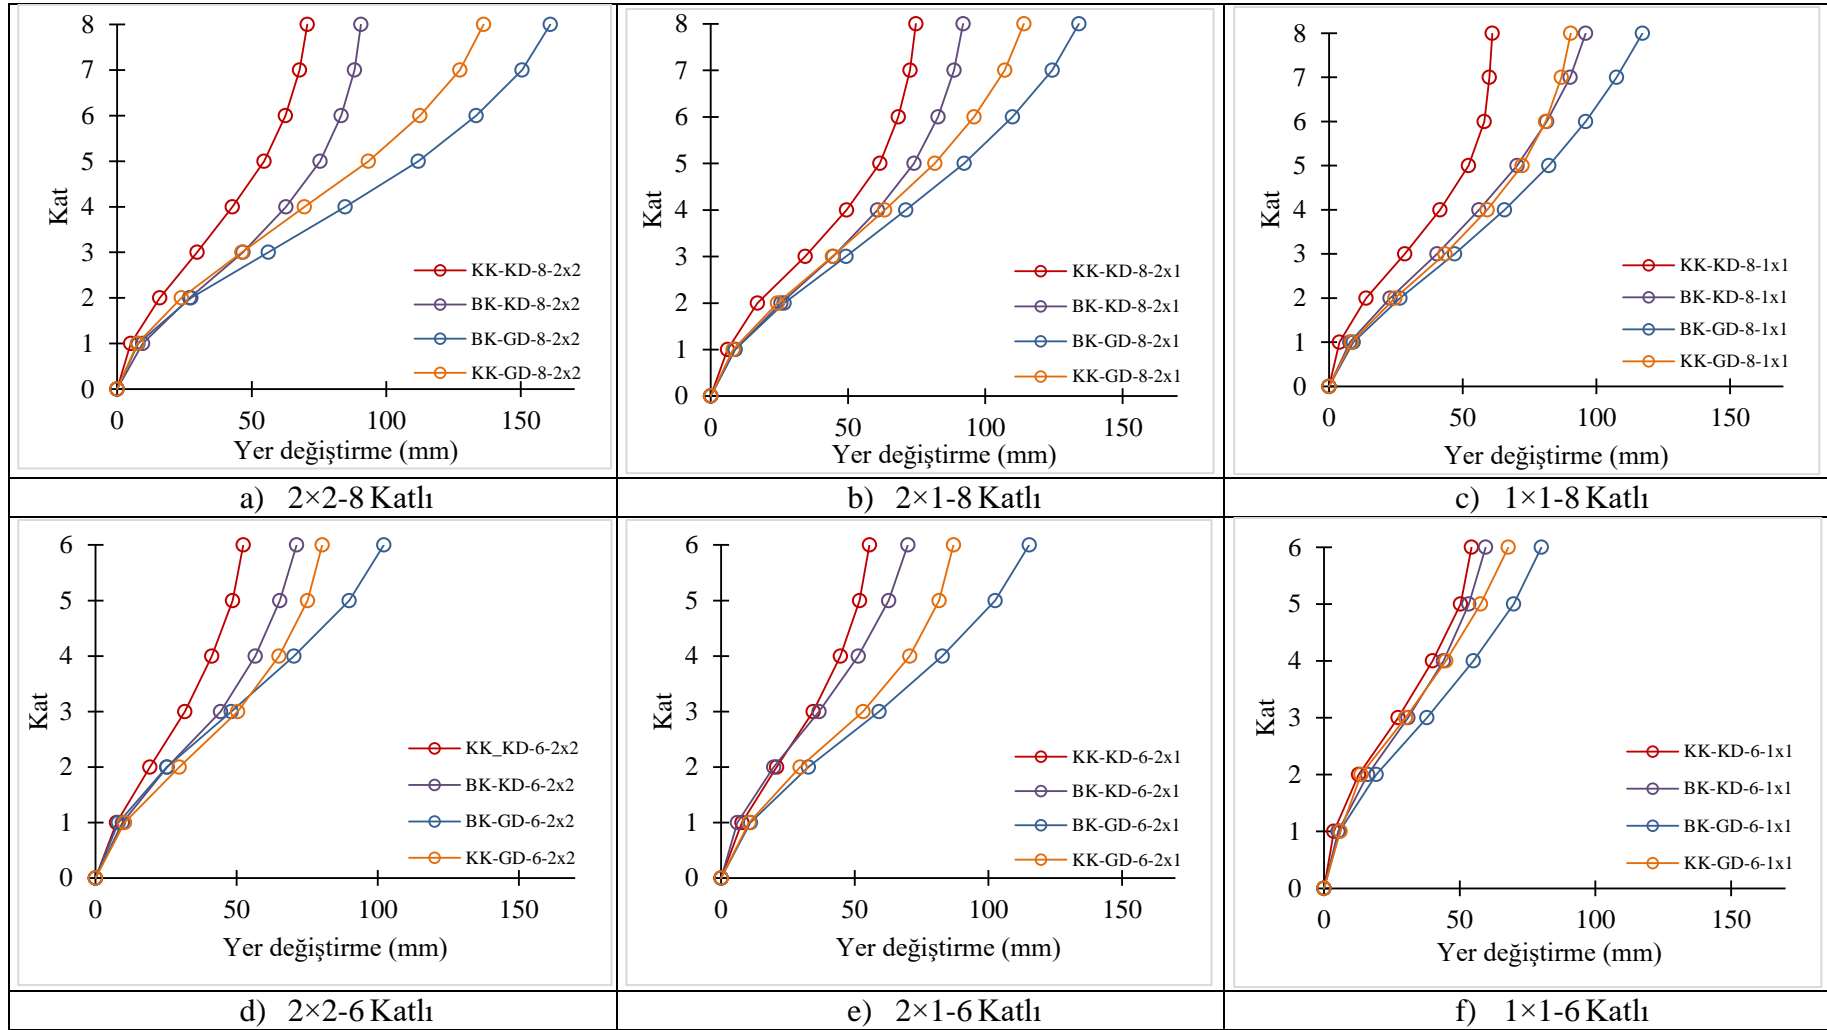 8
7
6
5
4
3
2
1
0
Kat
KK-KD-8-2x2
BK-KD-8-2x2
BK-GD-8-2x2
KK-GD-8-2x2
0 50 100 150
Yer değiştirme (mm)
a) 2×2-8 Katlı
8
7
6
5
4
3
2
1
0
Kat
KK-KD-8-2x1
BK-KD-8-2x1
BK-GD-8-2x1
KK-GD-8-2x1
0 50 100 150
Yer değiştirme (mm)
b) 2×1-8 Katlı
8
7
6
5
4
3
2
1
0
Kat
KK-KD-8-1x1
BK-KD-8-1x1
BK-GD-8-1x1
KK-GD-8-1x1
0 50 100 150
Yer değiştirme (mm)
c) 1×1-8 Katlı
6
5
4
3
2
1
0
Kat
KK_KD-6-2x2
BK-KD-6-2x2
BK-GD-6-2x2
KK-GD-6-2x2
0 50 100 150
Yer değiştirme (mm)
d) 2×2-6 Katlı
6
5
4
3
2
1
0
Kat
KK-KD-6-2x1
BK-KD-6-2x1
BK-GD-6-2x1
KK-GD-6-2x1
0 50 100 150
Yer değiştirme (mm)
e) 2×1-6 Katlı
6
5
4
3
2
1
0
Kat
KK-KD-6-1x1
BK-KD-6-1x1
BK-GD-6-1x1
KK-GD-6-1x1
0 50 100 150
Yer değiştirme (mm)
f) 1×1-6 Katlı